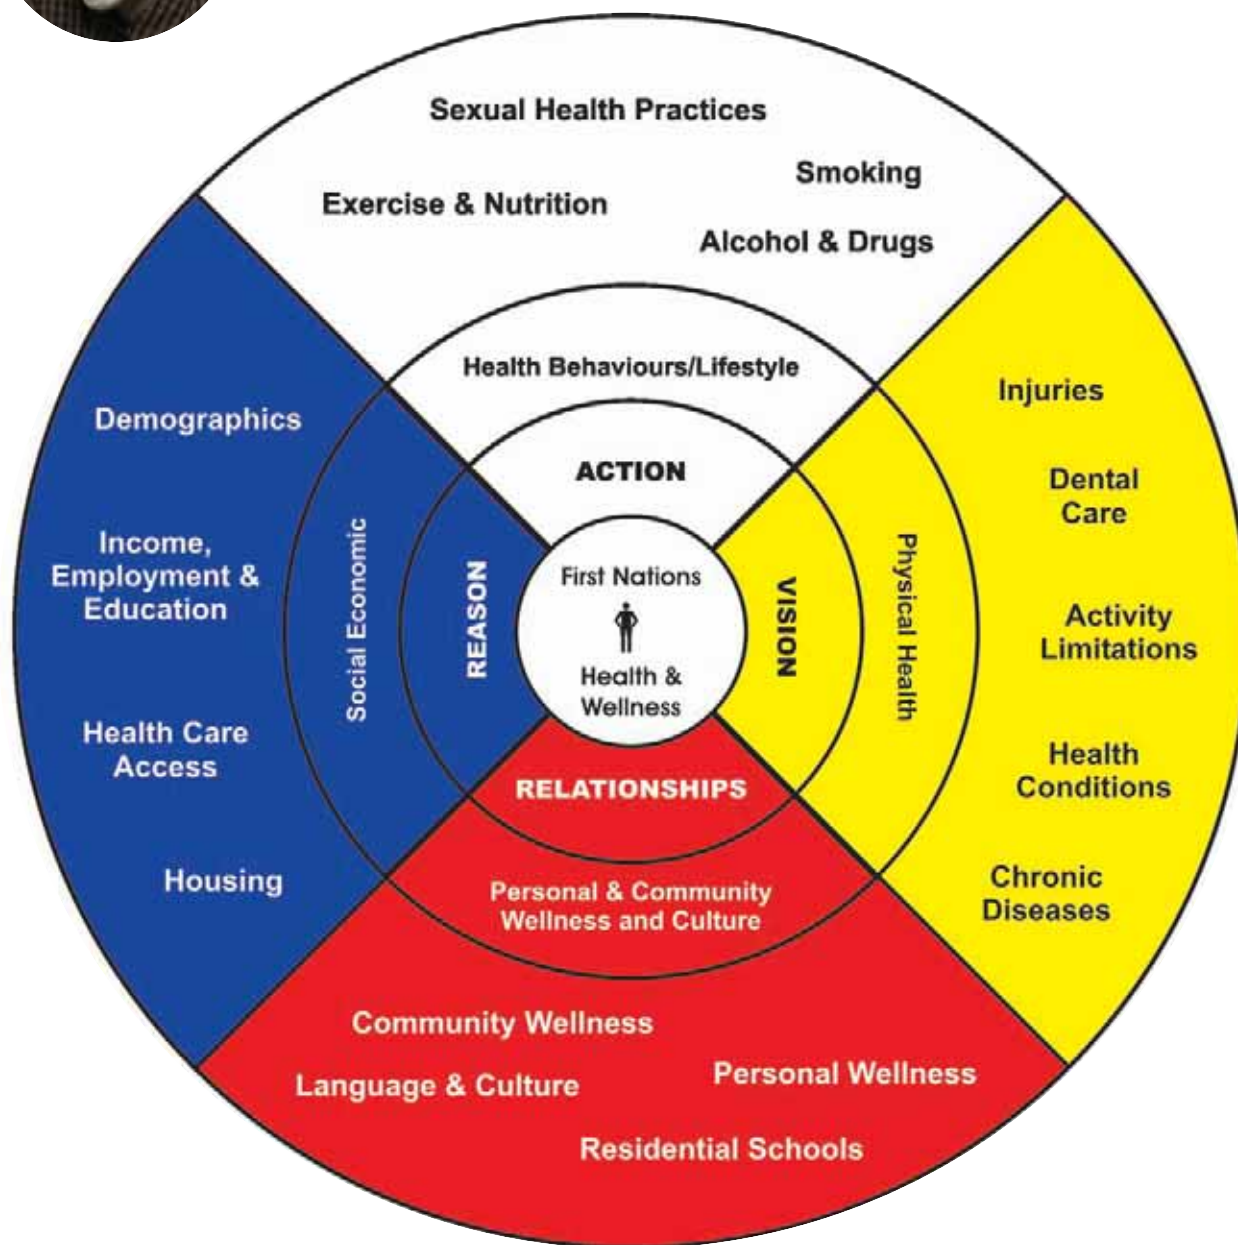 Sexual Health Practices
Smoking
Exercise & Nutrition
Alcohol & Drugs
Health Behaviours/Lifestyle
ACTION
Injuries
Dental
Care
Activity
Limitations
Health
Conditions
Chronic
Diseases
Physical Health
VISION
First Nations
Health &
Wellness
REASON
Social Economic
Demographics
Income,
Employment &
Education
Health Care
Access
Housing
RELATIONSHIPS
Personal & Community
Wellness and Culture
Community Wellness
Personal Wellness
Language & Culture
Residential Schools